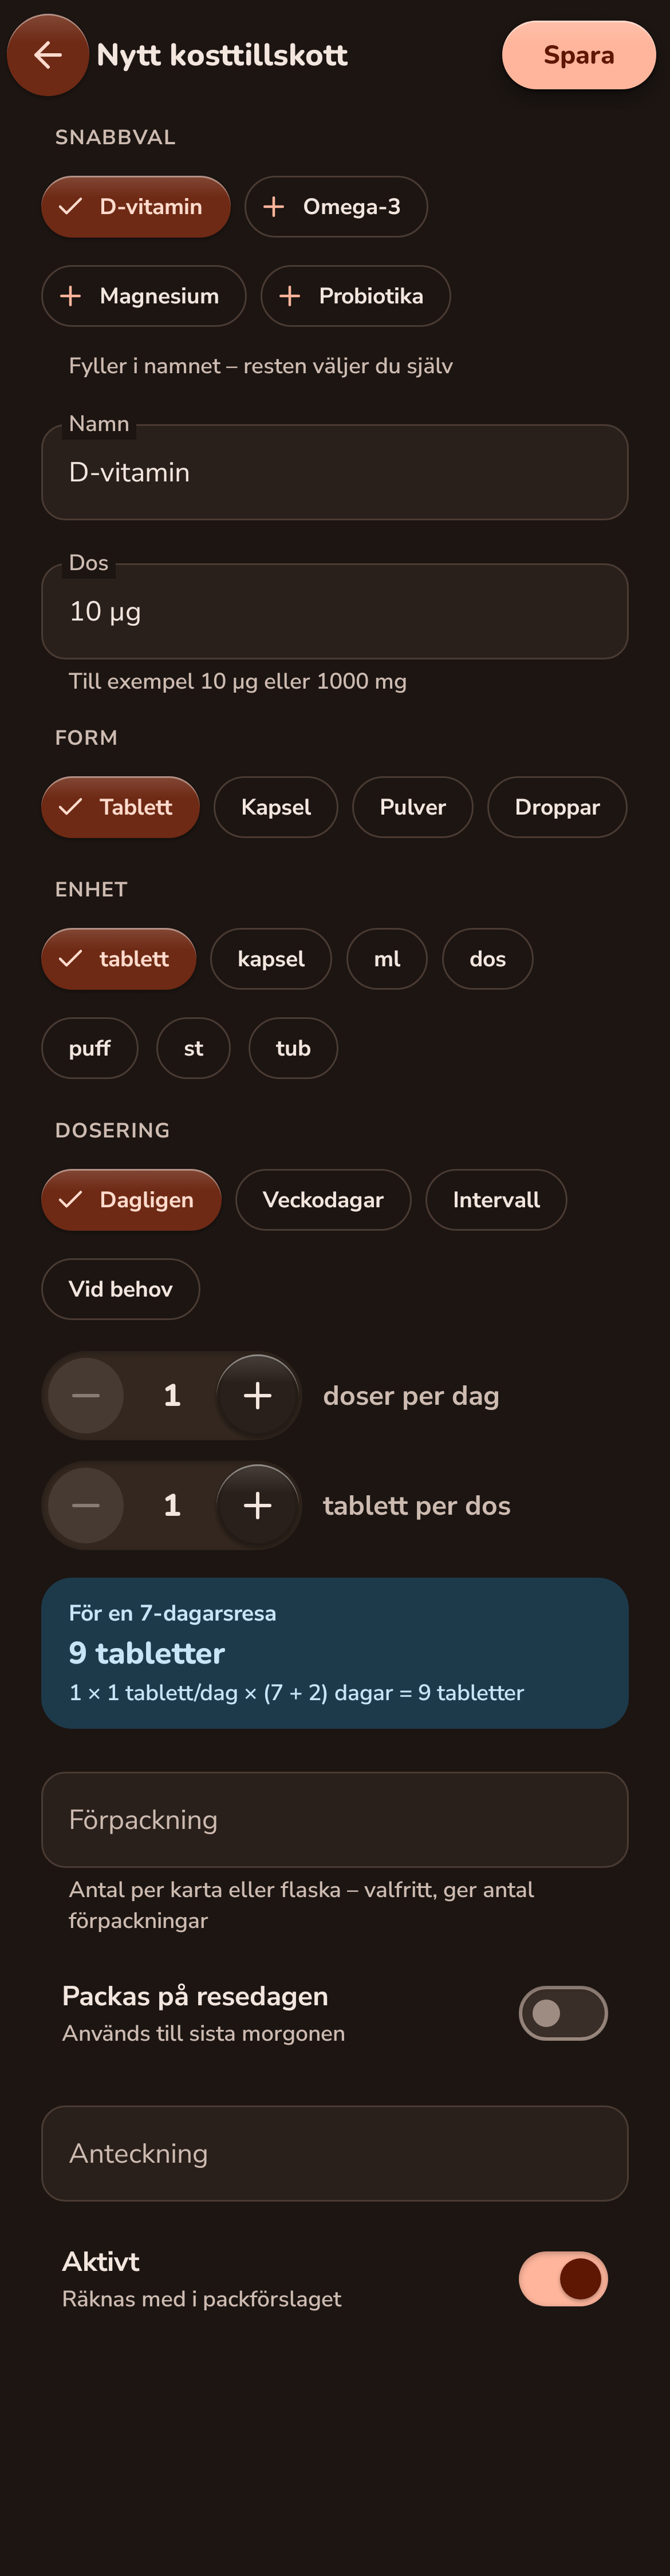 Nytt kosttillskott
Spara
SNABBVAL
D-vitamin
Omega-3
Magnesium
Probiotika
Fyller i namnet – resten väljer du själv
Namn
D-vitamin
Dos
10 µg
Till exempel 10 µg eller 1000 mg
FORM
Tablett
Kapsel
Pulver
Droppar
ENHET
tablett
kapsel
ml
dos
puff
st
tub
DOSERING
Dagligen
Veckodagar
Intervall
Vid behov
1
doser per dag
1
tablett per dos
För en 7-dagarsresa
9 tabletter
1 × 1 tablett/dag × (7 + 2) dagar = 9 tabletter
Förpackning
Antal per karta eller flaska – valfritt, ger antal
förpackningar
Packas på resedagen
Används till sista morgonen
Anteckning
Aktivt
Räknas med i packförslaget